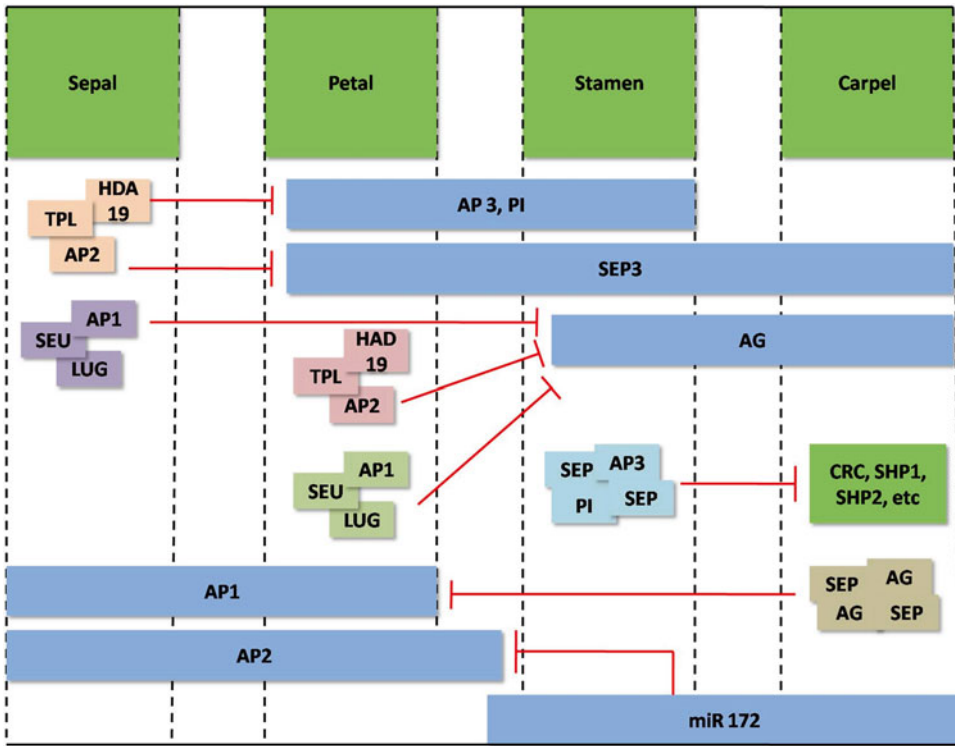 Sepal
Petal
Stamen
Carpel
HDA
19
TPL
AP2
AP 3, PI
SEP3
AP1
SEU
LUG
AG
HAD
19
TPL
AP2
AP1
SEU
LUG
SEP
AP3
PI
SEP
CRC, SHP1,
SHP2, etc
AP1
SEP
AG
AG
SEP
AP2
miR 172